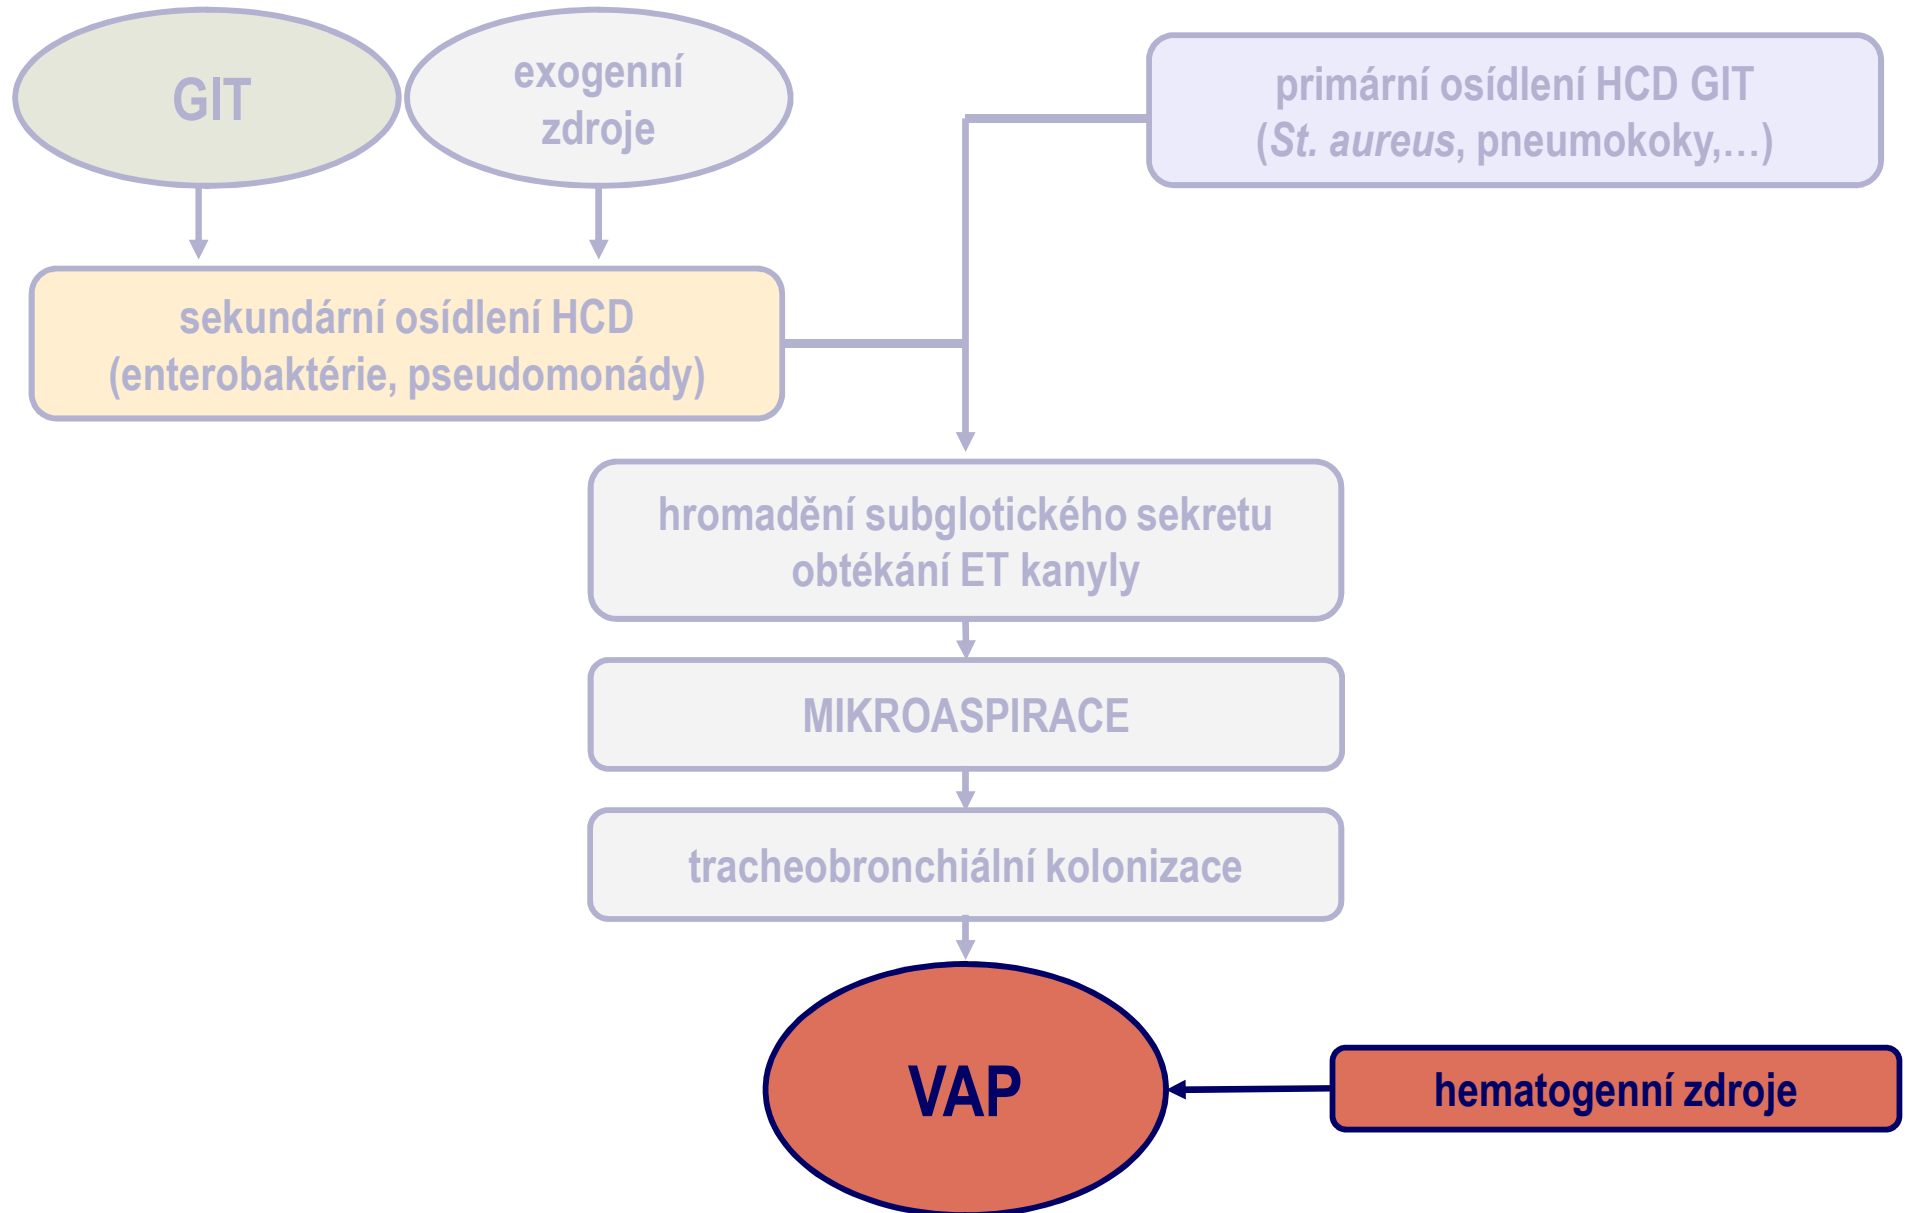 GIT
exogenní
zdroje
primární osídlení HCD GIT
(St. aureus, pneumokoky,…)
sekundární osídlení HCD
(enterobaktérie, pseudomonády)
hromadění subglotického sekretu
obtékání ET kanyly
MIKROASPIRACE
tracheobronchiální kolonizace
VAP
hematogenní zdroje